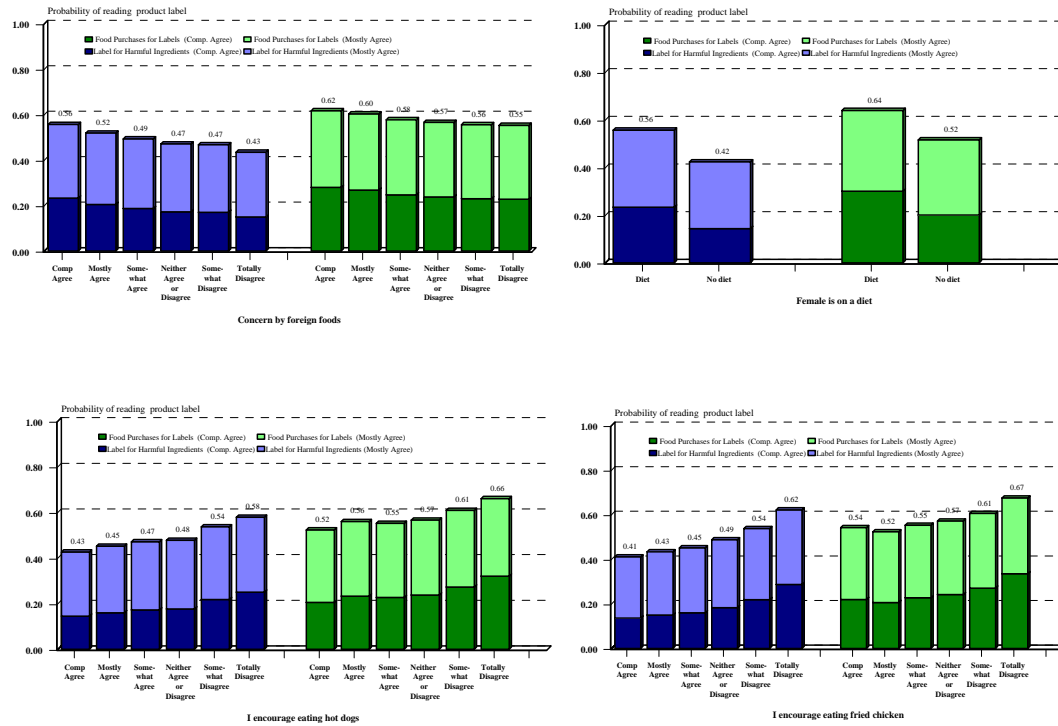 Probability of reading product label
Food Purchases for Labels (Comp. Agree) Food Purchases for Labels (Mostly Agree)
Label for Harmful Ingredients (Comp. Agree) Label for Harmful Ingredients (Mostly Agree)
1.00
0.80
0.60
0.40
0.20
0.00
0.56 0.52 0.49 0.47 0.47 0.43 0.62 0.60 0.58 0.57 0.56 0.55
Comp Mostly Some- Neither Some- Totally Comp Mostly Some- Neither Some- Totally
Agree Agree what Agree what Disagree Agree Agree what Agree what Disagree
Agree or Disagree Agree or Disagree
Disagree Disagree
Concern by foreign foods
Probability of reading product label
Food Purchases for Labels (Comp. Agree) Food Purchases for Labels (Mostly Agree)
Label for Harmful Ingredients (Comp. Agree) Label for Harmful Ingredients (Mostly Agree)
1.00
0.80
0.60
0.40
0.20
0.00
0.56 0.42 0.64 0.52
Diet No diet Diet No diet
Female is on a diet
Probability of reading product label
Food Purchases for Labels (Comp. Agree) Food Purchases for Labels (Mostly Agree)
Label for Harmful Ingredients (Comp. Agree) Label for Harmful Ingredients (Mostly Agree)
1.00
0.80
0.60
0.40
0.20
0.00
0.43 0.45 0.47 0.48 0.54 0.58 0.52 0.56 0.55 0.57 0.61 0.66
Comp Mostly Some- Neither Some- Totally Comp Mostly Some- Neither Some- Totally
Agree Agree what Agree what Disagree Agree Agree what Agree what Disagree
Agree or Disagree Agree or Disagree
Disagree Disagree
I encourage eating hot dogs
Probability of reading product label
Food Purchases for Labels (Comp. Agree) Food Purchases for Labels (Mostly Agree)
Label for Harmful Ingredients (Comp. Agree) Label for Harmful Ingredients (Mostly Agree)
1.00
0.80
0.60
0.40
0.20
0.00
0.41 0.43 0.45 0.49 0.54 0.62 0.54 0.52 0.55 0.57 0.61 0.67
Comp Mostly Some- Neither Some- Totally Comp Mostly Some- Neither Some- Totally
Agree Agree what Agree what Disagree Agree Agree what Agree what Disagree
Agree or Disagree Agree or Disagree
Disagree Disagree
I encourage eating fried chicken